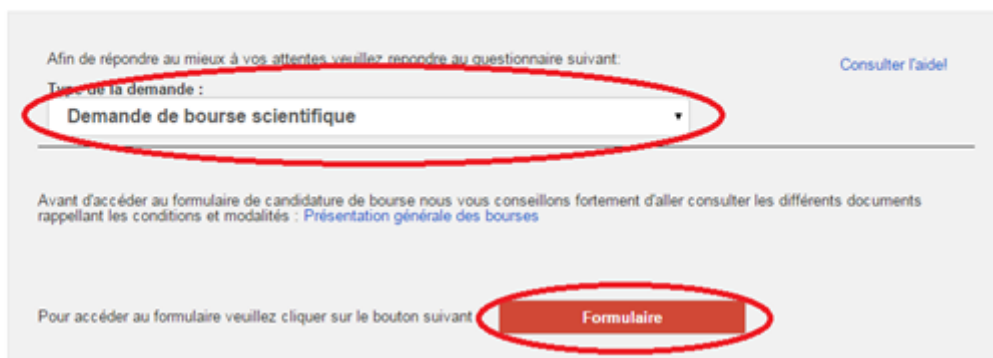 Afin de répondre au mieux à vos attentes veuillez repondre au questionnaire suivant:
Consulter l'aide!
Type de la demande :
Demande de bourse scientifique
Avant d'accéder au formulaire de candidature de bourse nous vous conseillons fortement d'aller consulter les différents documents
rappellant les conditions et modalités : Présentation générale des bourses
Pour accéder au formulaire veuillez cliquer sur le bouton suivant
Formulaire